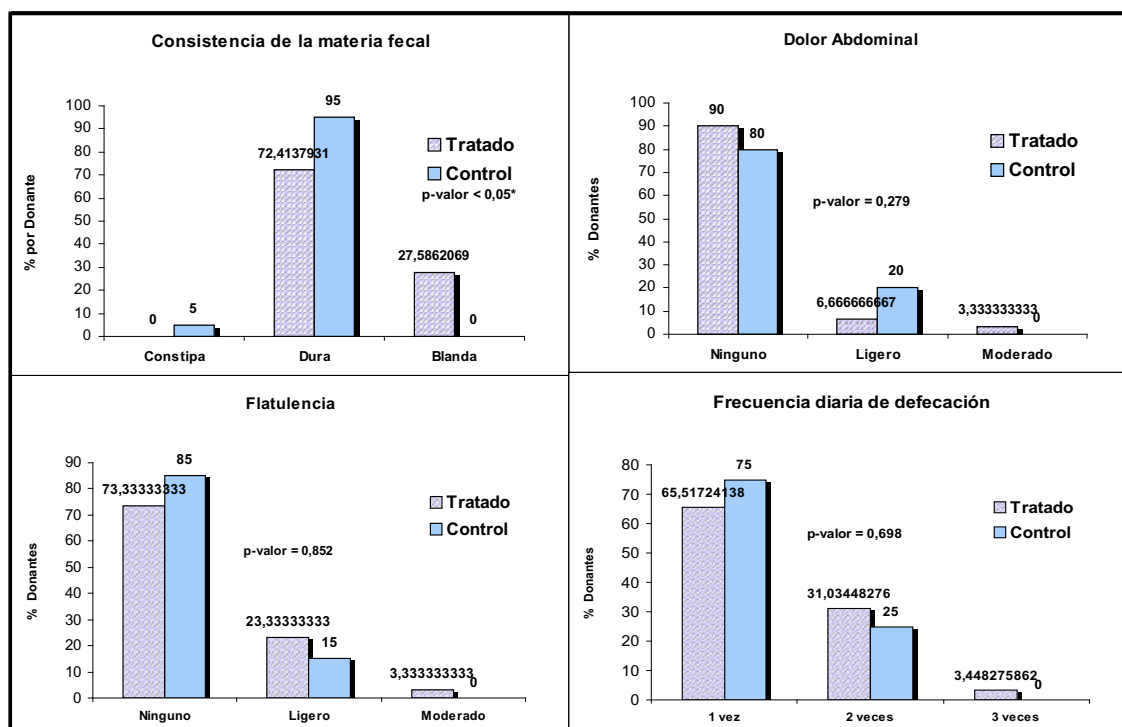 Consistencia de la materia fecal
% por Donante
100
90
80
70
60
50
40
30
20
10
0
0
5
72,4137931
95
27,5862069
0
Tratado
Control
p-valor < 0,05*
Constipa Dura Blanda
Dolor Abdominal
% Donantes
100
90
80
70
60
50
40
30
20
10
0
90
80
6,666666667
20
3,333333333
0
Tratado
Control
p-valor = 0,279
Ninguno Ligero Moderado
Flatulencia
% Donantes
90
80
70
60
50
40
30
20
10
0
73,33333333
85
23,33333333
15
3,333333333
0
Tratado
Control
p-valor = 0,852
Ninguno Ligero Moderado
Frecuencia diaria de defecación
% Donantes
80
70
60
50
40
30
20
10
0
65,51724138
75
31,03448276
25
3,448275862
0
Tratado
Control
p-valor = 0,698
1 vez 2 veces 3 veces